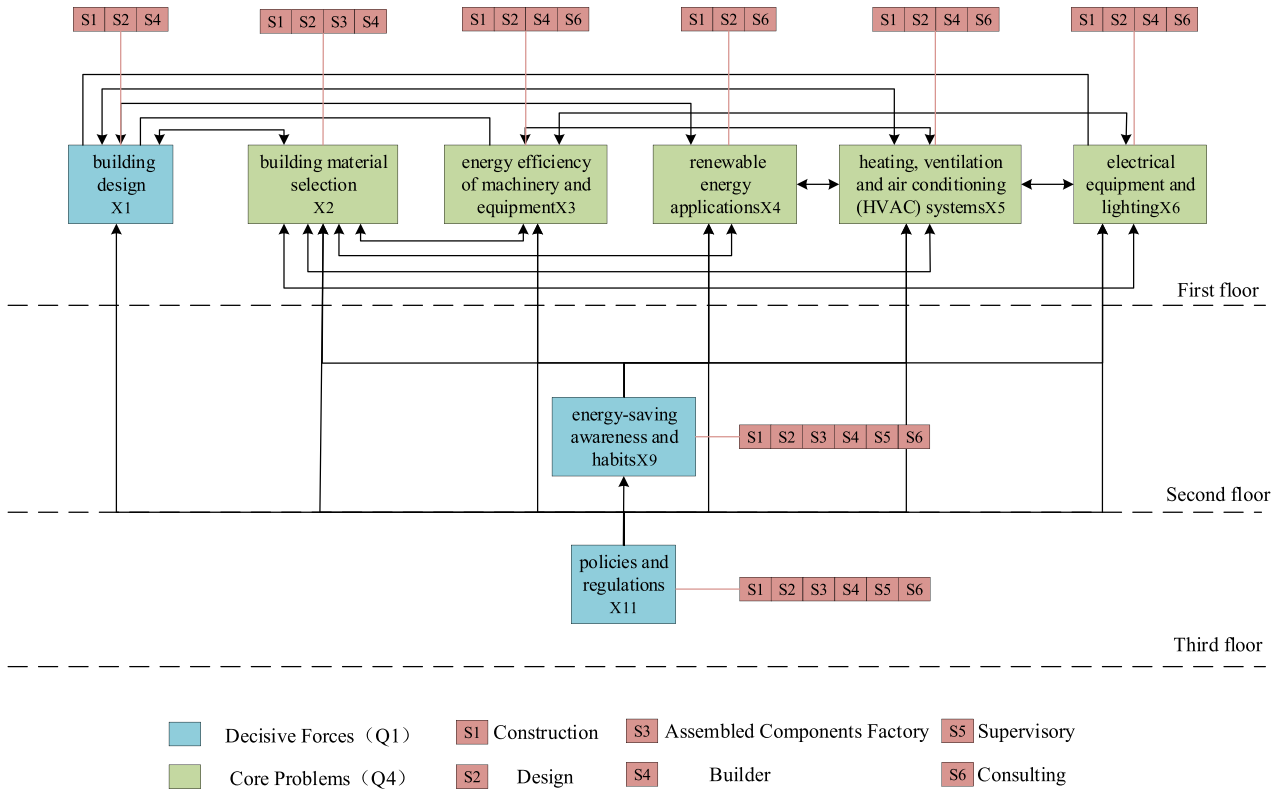 S1 S2 S4
S1 S2 S3 S4
S1 S2 S4 S6
S1 S2 S6
S1 S2 S4 S6
S1 S2 S4 S6
building
design
X1
building material
selection
X2
energy efficiency
of machinery and
equipmentX3
renewable
energy
applicationsX4
heating, ventilation
and air conditioning
(HVAC) systemsX5
electrical
equipment and
lightingX6
First floor
energy-saving
awareness and
habitsX9
S1 S2 S3 S4 S5 S6
Second floor
policies and
regulations
X11
S1 S2 S3 S4 S5 S6
Third floor
Decisive Forces（Q1）
S1 Construction
S3 Assembled Components Factory
S5 Supervisory
Core Problems（Q4）
S2 Design
S4 Builder
S6 Consulting